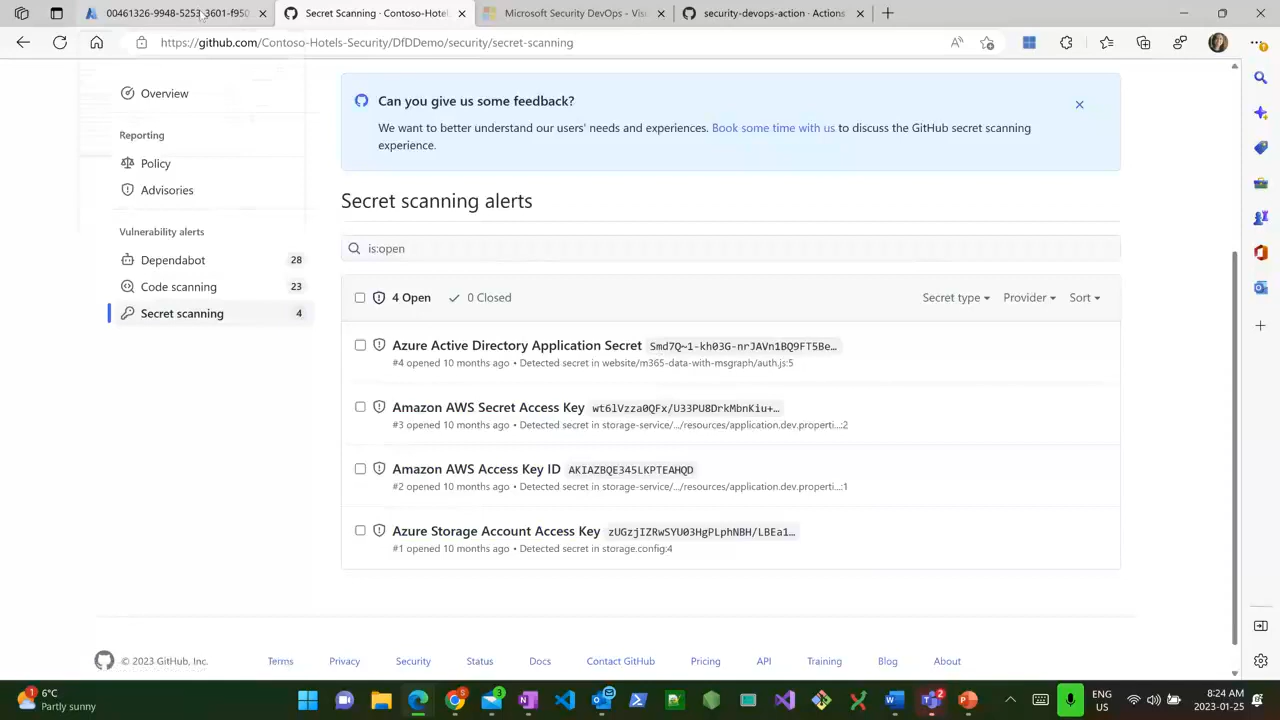 00461326-9948-5253-3601-f950
Secret Scanning · Contoso-Hotel
Microsoft Security DevOps - Visu
security-devops-action · Actions
https://github.com/Contoso-Hotels-Security/DfDDemo/security/secret-scanning
Overview
Reporting
Policy
Advisories
Vulnerability alerts
Dependabot 28
Code scanning 23
Secret scanning 4
Can you give us some feedback?
We want to better understand our users' needs and experiences. Book some time with us to discuss the GitHub secret scanning
experience.
Secret scanning alerts
is:open
4 Open 0 Closed Secret type Provider Sort
Azure Active Directory Application Secret Smd7Q~1-kh03G-nrJAVn1BQ9FT5Be…
#4 opened 10 months ago • Detected secret in website/m365-data-with-msgraph/auth.js:5
Amazon AWS Secret Access Key wt6lVzza0QFx/U33PU8DrkMbnKiu+…
#3 opened 10 months ago • Detected secret in storage-service/.../resources/application.dev.properti...:2
Amazon AWS Access Key ID AKIAZBQE345LKPTEAHQD
#2 opened 10 months ago • Detected secret in storage-service/.../resources/application.dev.properti...:1
Azure Storage Account Access Key zUGzjIZRwSYU03HgPLphNBH/LBEa1…
#1 opened 10 months ago • Detected secret in storage.config:4
© 2023 GitHub, Inc. Terms Privacy Security Status Docs Contact GitHub Pricing API Training Blog About
1
6°C
Partly sunny
3
2
ENG
US
8:24 AM
2023-01-25